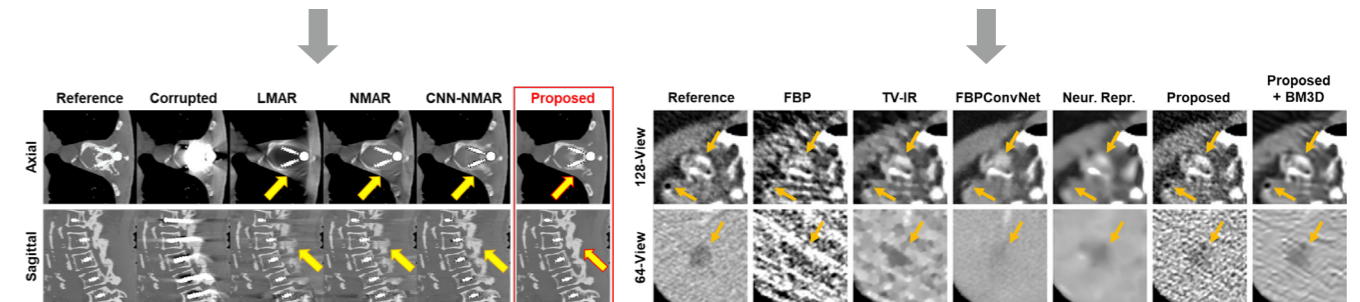 Reference Corrupted LMAR NMAR CNN-NMAR Proposed
Axial
Sagittal
Reference FBP TV-IR FBPConvNet Neur. Repr. Proposed Proposed
+ BM3D
128-View
64-View